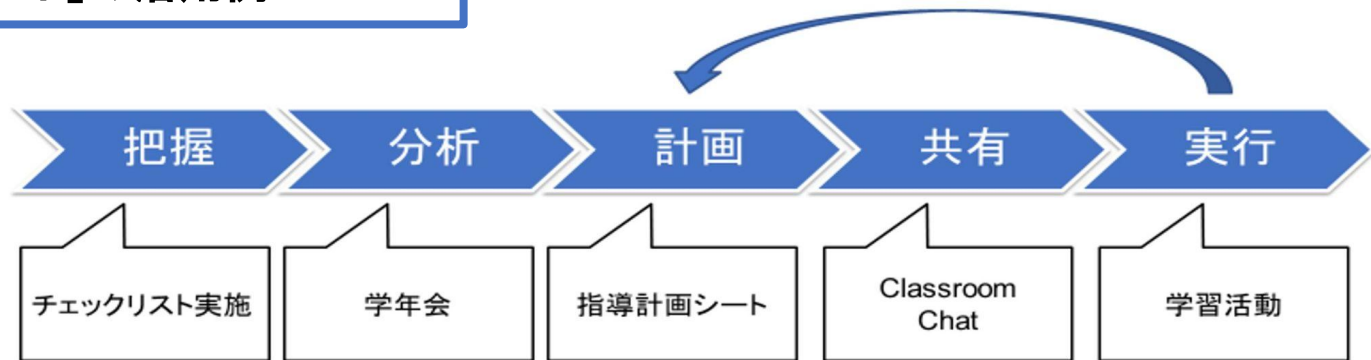 把握
分析
計画
共有
実行
チェックリスト実施
学年会
指導計画シート
Classroom
Chat
学習活動